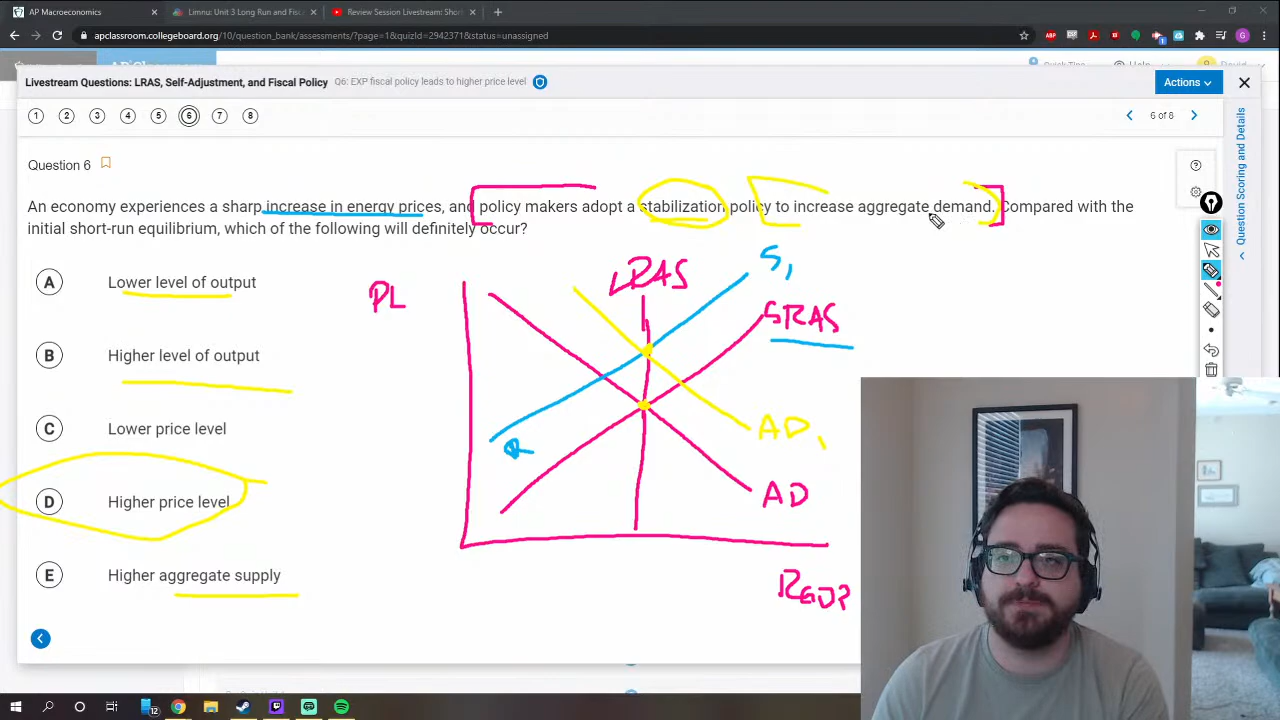 AP Macroeconomics
Limnu: Unit 3 Long Run and Fisc
Review Session Livestream: Shor
apclassroom.collegeboard.org/10/question_bank/assessments/?page=1&quizId=2942371&status=unassigned
Livestream Questions: LRAS, Self-Adjustment, and Fiscal Policy
Q6: EXP fiscal policy leads to higher price level
Actions
1 2 3 4 5 6 7 8
6 of 8
Question 6
An economy experiences a sharp increase in energy prices, and policy makers adopt a stabilization policy to increase aggregate demand. Compared with the
initial short-run equilibrium, which of the following will definitely occur?
A Lower level of output
B Higher level of output
C Lower price level
D Higher price level
E Higher aggregate supply
Question Scoring and Details
PL
LRAS
S1
SRAS
AD1
AD
RGDP